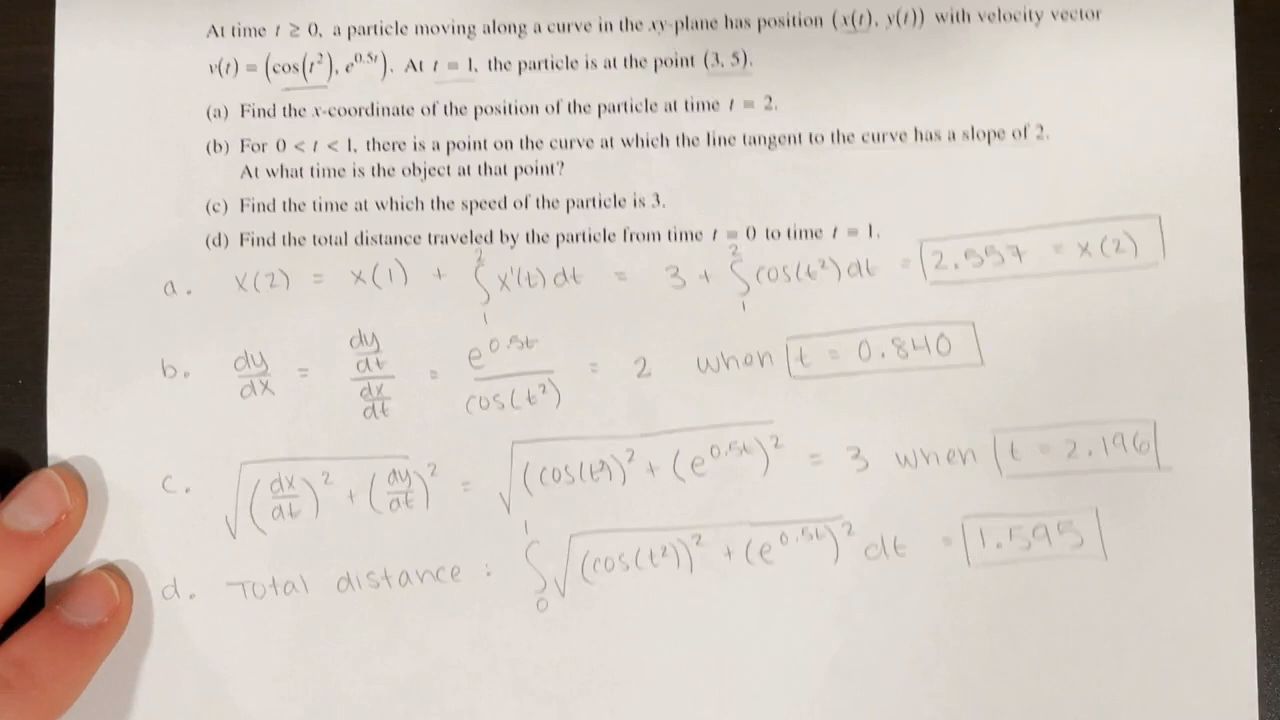 At time t ≥ 0, a particle moving along a curve in the xy-plane has position (x(t), y(t)) with velocity vector
v(t) = (cos(t²), e^0.5t). At t = 1, the particle is at the point (3, 5).
(a) Find the x-coordinate of the position of the particle at time t = 2.
(b) For 0 < t < 1, there is a point on the curve at which the line tangent to the curve has a slope of 2.
At what time is the object at that point?
(c) Find the time at which the speed of the particle is 3.
(d) Find the total distance traveled by the particle from time t = 0 to time t = 1.
a. x(2) = x(1) + ∫₁² x'(t) dt = 3 + ∫₁² cos(t²) dt = 2.557 = x(2)
b. dy/dx = (dy/dt)/(dx/dt) = e^0.5t / cos(t²) = 2 when t = 0.840
c. √((dx/dt)² + (dy/dt)²) = √((cos(t²))² + (e^0.5t)²) = 3 when t = 2.196
d. Total distance : ∫₀¹ √((cos(t²))² + (e^0.5t)²) dt = 1.595